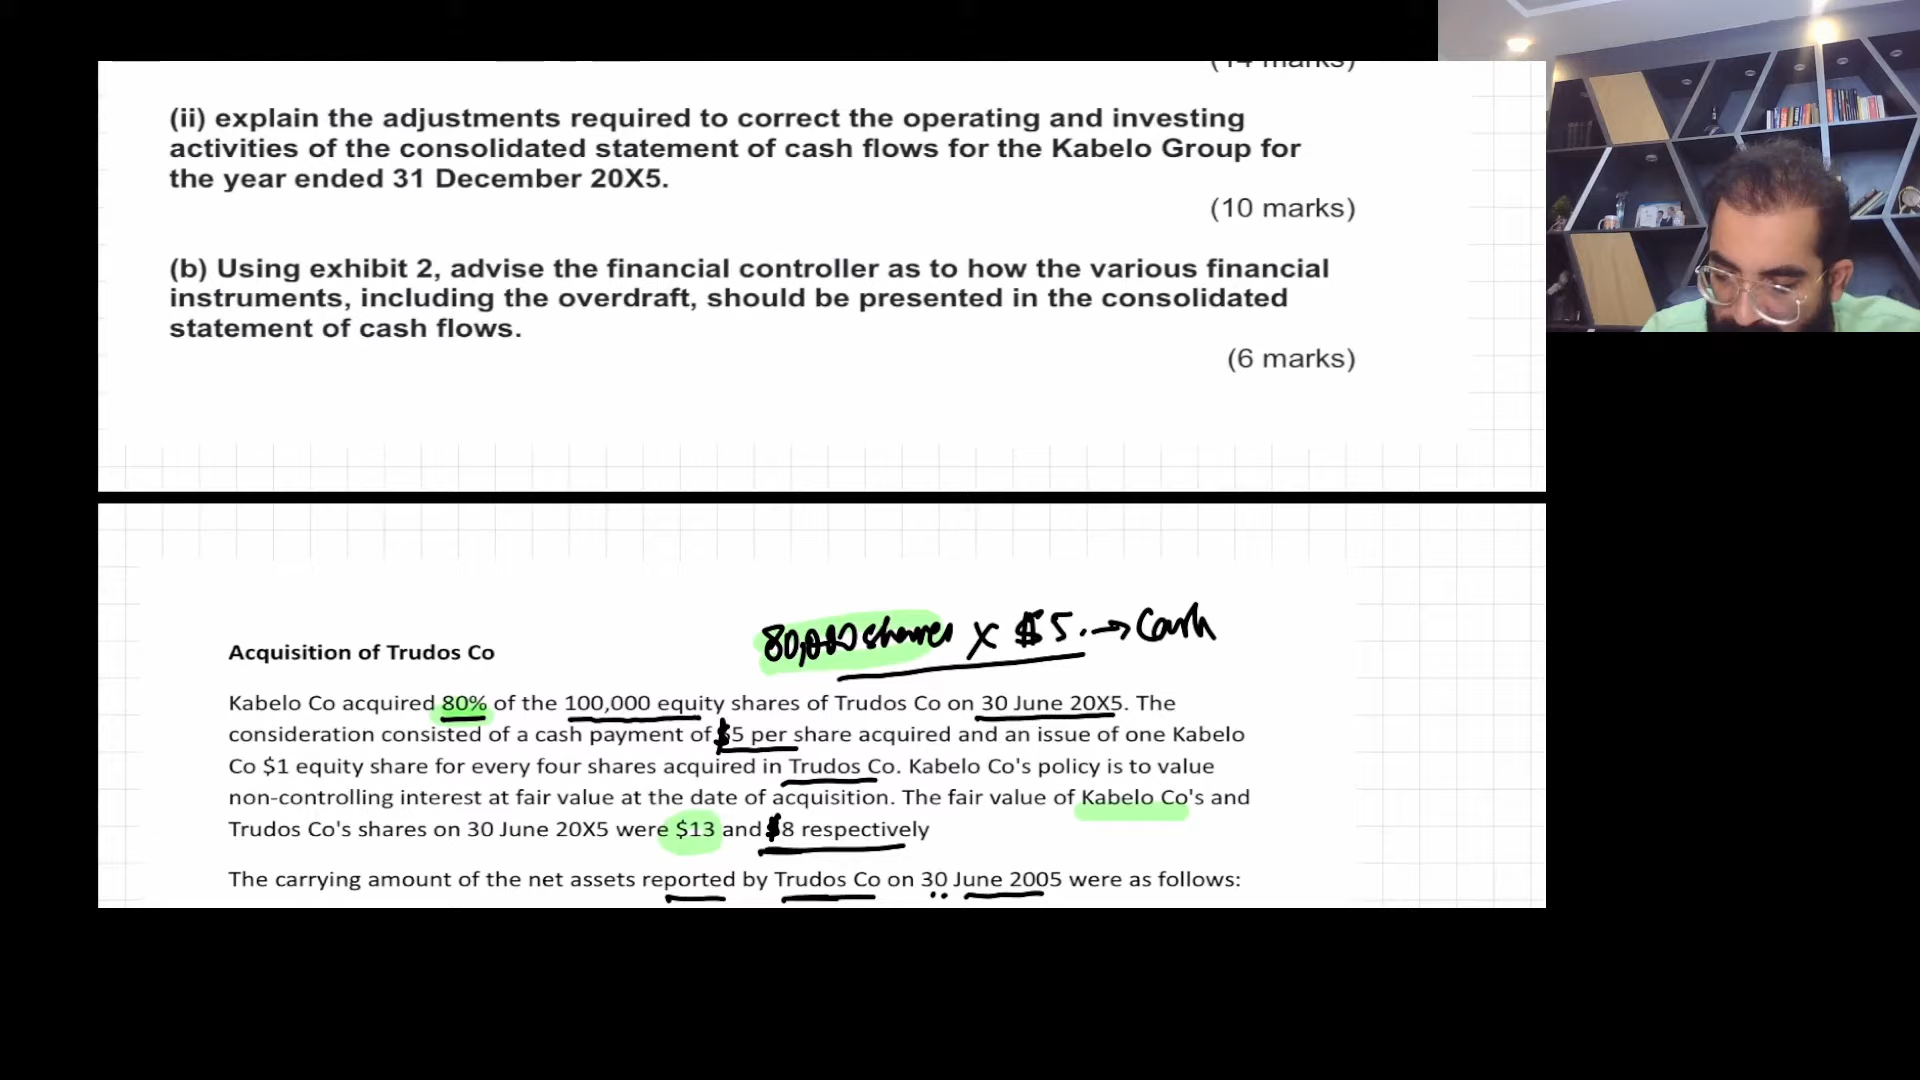 (ii) explain the adjustments required to correct the operating and investing
activities of the consolidated statement of cash flows for the Kabelo Group for
the year ended 31 December 20X5.
(10 marks)
(b) Using exhibit 2, advise the financial controller as to how the various financial
instruments, including the overdraft, should be presented in the consolidated
statement of cash flows.
(6 marks)
80,000 shares x $5. → Cash
Acquisition of Trudos Co
Kabelo Co acquired 80% of the 100,000 equity shares of Trudos Co on 30 June 20X5. The
consideration consisted of a cash payment of $5 per share acquired and an issue of one Kabelo
Co $1 equity share for every four shares acquired in Trudos Co. Kabelo Co's policy is to value
non-controlling interest at fair value at the date of acquisition. The fair value of Kabelo Co's and
Trudos Co's shares on 30 June 20X5 were $13 and $8 respectively
The carrying amount of the net assets reported by Trudos Co on 30 June 2005 were as follows: